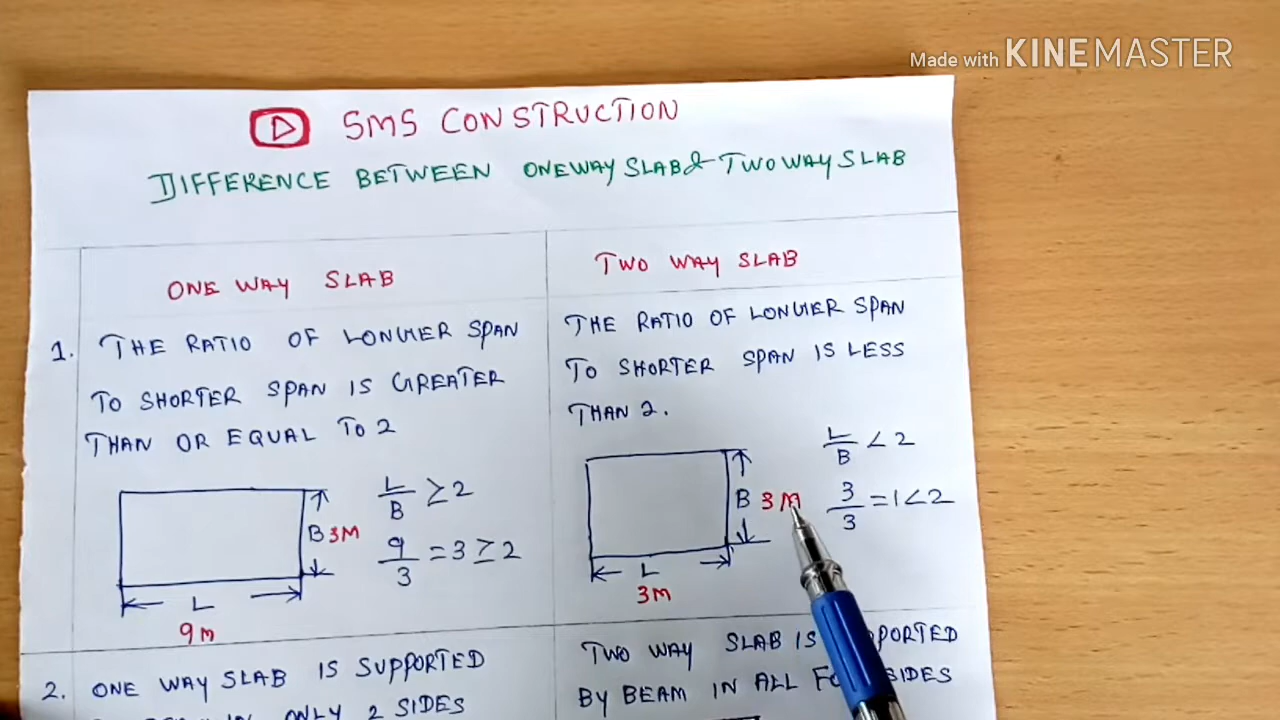 Made with KINEMASTER
SMS CONSTRUCTION
DIFFERENCE BETWEEN ONEWAY SLAB & TWO WAY SLAB
ONE WAY SLAB
TWO WAY SLAB
1. THE RATIO OF LONGER SPAN
TO SHORTER SPAN IS GREATER
THAN OR EQUAL TO 2
L/B ≥ 2
B 3M
9/3 = 3 ≥ 2
L
9M
THE RATIO OF LONGER SPAN
TO SHORTER SPAN IS LESS
THAN 2.
L/B < 2
B 3M
3/3 = 1 < 2
L
3M
2. ONE WAY SLAB IS SUPPORTED
IN ONLY 2 SIDES
TWO WAY SLAB IS
BY BEAM IN ALL SIDES